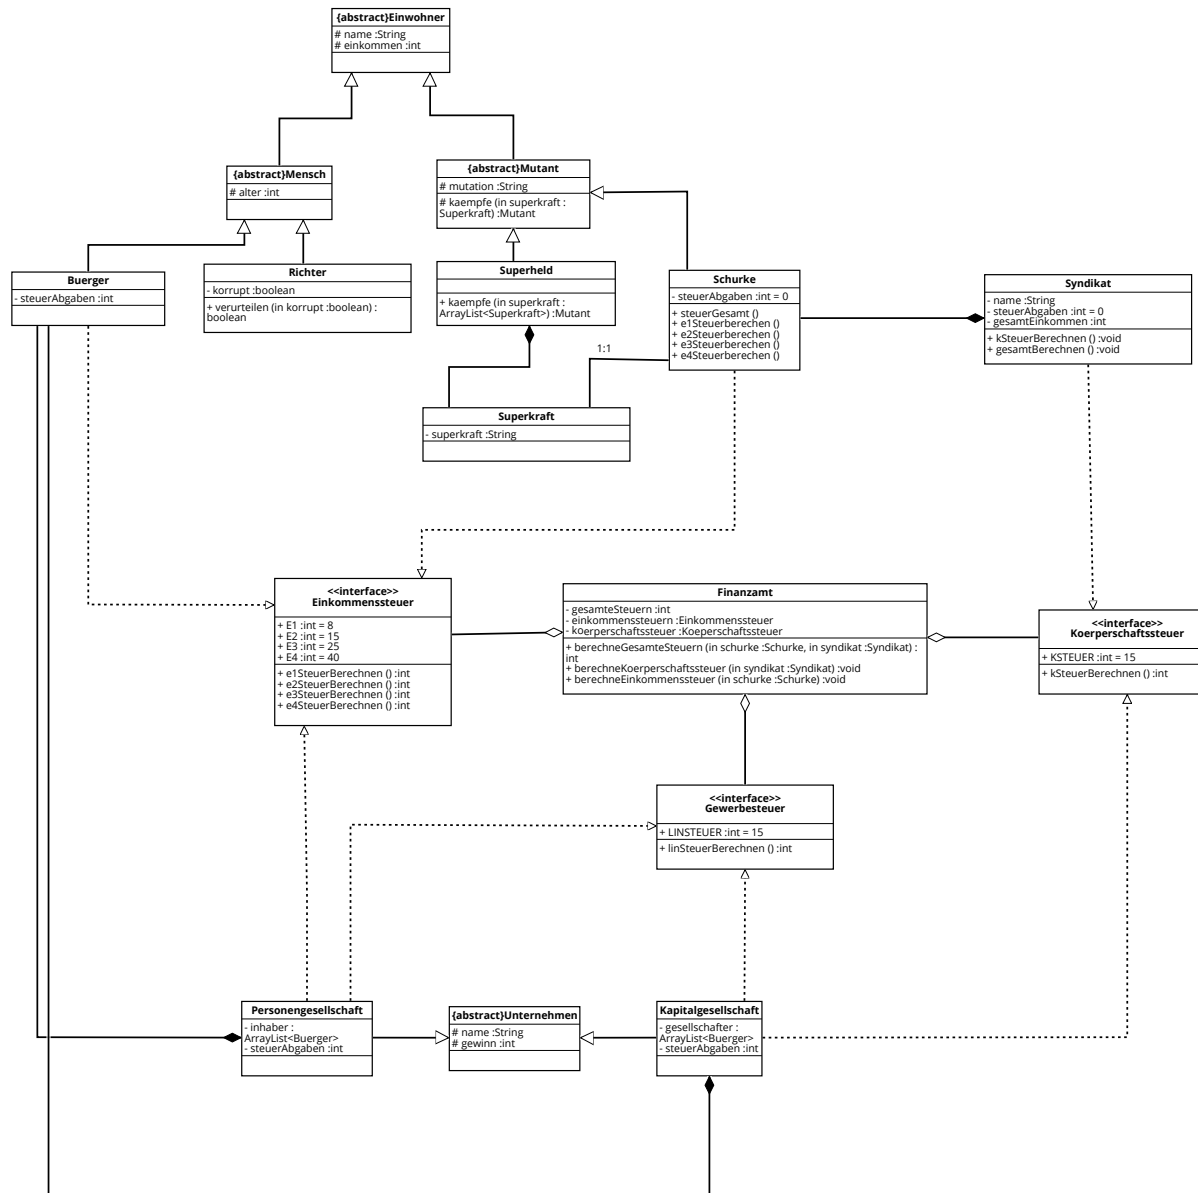 {abstract}Einwohner
# name :String
# einkommen :int
{abstract}Mensch
# alter :int
{abstract}Mutant
# mutation :String
# kaempfe (in superkraft :
Superkraft) :Mutant
Buerger
- steuerAbgaben :int
Richter
- korrupt :boolean
+ verurteilen (in korrupt :boolean) :
boolean
Superheld
+ kaempfe (in superkraft :
ArrayList<Superkraft>) :Mutant
Schurke
- steuerAbgaben :int = 0
+ steuerGesamt ()
+ e1Steuerberechen ()
+ e2Steuerberechen ()
+ e3Steuerberechen ()
+ e4Steuerberechen ()
Syndikat
- name :String
- steuerAbgaben :int = 0
- gesamtEinkommen :int
+ kSteuerBerechnen () :void
+ gesamtBerechnen () :void
1:1
Superkraft
- superkraft :String
<<interface>>
Einkommenssteuer
+ E1 :int = 8
+ E2 :int = 15
+ E3 :int = 25
+ E4 :int = 40
+ e1SteuerBerechnen () :int
+ e2SteuerBerechnen () :int
+ e3SteuerBerechnen () :int
+ e4SteuerBerechnen () :int
Finanzamt
- gesamteSteuern :int
- einkommenssteuern :Einkommenssteuer
- koerperschaftssteuer :Koeperschaftssteuer
+ berechneGesamteSteuern (in schurke :Schurke, in syndikat :Syndikat) :
int
+ berechneKoerperschaftssteuer (in syndikat :Syndikat) :void
+ berechneEinkommenssteuer (in schurke :Schurke) :void
<<interface>>
Koerperschaftssteuer
+ KSTEUER :int = 15
+ kSteuerBerechnen () :int
<<interface>>
Gewerbesteuer
+ LINSTEUER :int = 15
+ linSteuerBerechnen () :int
Personengesellschaft
- inhaber :
ArrayList<Buerger>
- steuerAbgaben :int
{abstract}Unternehmen
# name :String
# gewinn :int
Kapitalgesellschaft
- gesellschafter :
ArrayList<Buerger>
- steuerAbgaben :int